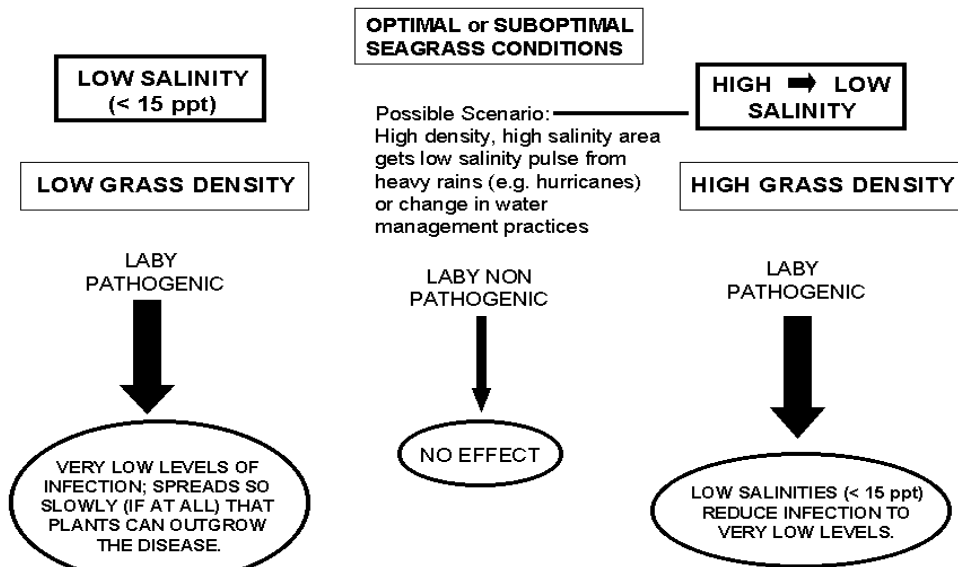 OPTIMAL or SUBOPTIMAL
SEAGRASS CONDITIONS
LOW SALINITY
(< 15 ppt)
HIGH ➡ LOW
SALINITY
Possible Scenario:
High density, high salinity area
gets low salinity pulse from
heavy rains (e.g. hurricanes)
or change in water
management practices
LOW GRASS DENSITY
HIGH GRASS DENSITY
LABY
PATHOGENIC
LABY NON
PATHOGENIC
LABY
PATHOGENIC
VERY LOW LEVELS OF
INFECTION; SPREADS SO
SLOWLY (IF AT ALL) THAT
PLANTS CAN OUTGROW
THE DISEASE.
NO EFFECT
LOW SALINITIES (< 15 ppt)
REDUCE INFECTION TO
VERY LOW LEVELS.